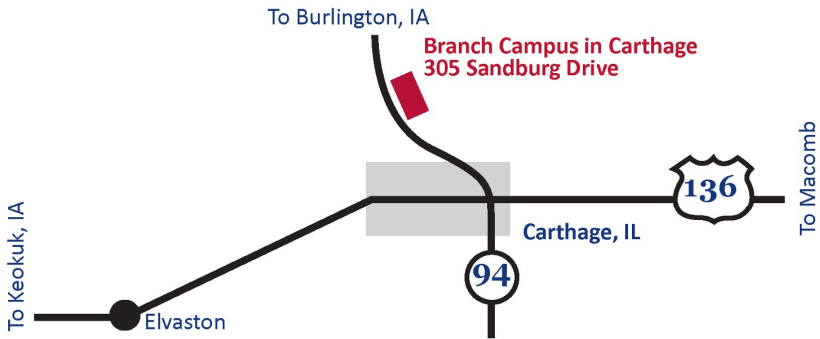 To Burlington, IA
Branch Campus in Carthage
305 Sandburg Drive
136
To Macomb
Carthage, IL
To Keokuk, IA
94
Elvaston